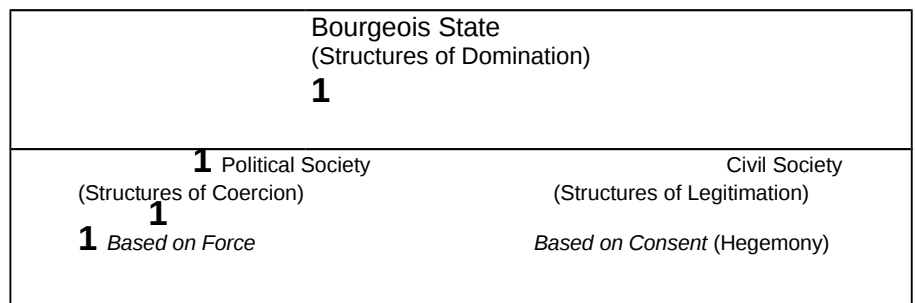 Bourgeois State
(Structures of Domination)
1
1 Political Society Civil Society
(Structures of Coercion) (Structures of Legitimation)
1
1 Based on Force Based on Consent (Hegemony)